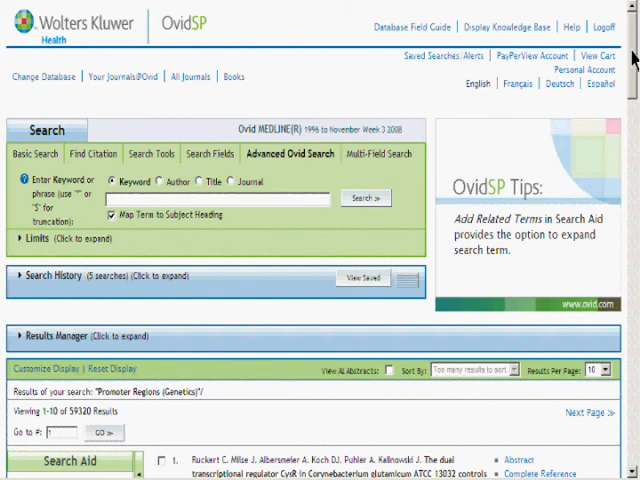 Wolters Kluwer OvidSP
Health
Database Field Guide | Display Knowledge Base | Help | Logoff
Saved Searches/Alerts | PayPerView Account | View Cart
Personal Account
Change Database | Your Journals@Ovid | All Journals | Books
English | Français | Deutsch | Español
Search
Ovid MEDLINE(R) 1996 to November Week 3 2008
Basic Search | Find Citation | Search Tools | Search Fields | Advanced Ovid Search | Multi-Field Search
? Enter Keyword or phrase (use "*" or "$" for truncation):
Keyword Author Title Journal
Search >>
Map Term to Subject Heading
Limits (Click to expand)
Search History (5 searches) (Click to expand)
View Saved
OvidSP Tips:
Add Related Terms in Search Aid
provides the option to expand
search term.
www.ovid.com
Results Manager (Click to expand)
Customize Display | Reset Display
View All Abstracts: Sort By: Too many results to sort Results Per Page: 10
Results of your search: "Promoter Regions (Genetics)"/
Viewing 1-10 of 59320 Results
Next Page >>
Go to #: 1 GO >>
Search Aid
1. Ruckert C. Milse J. Albersmeier A. Koch DJ. Puhler A. Kalinowski J. The dual
transcriptional regulator CysR in Corynebacterium glutamicum ATCC 13032 controls
Abstract
Complete Reference